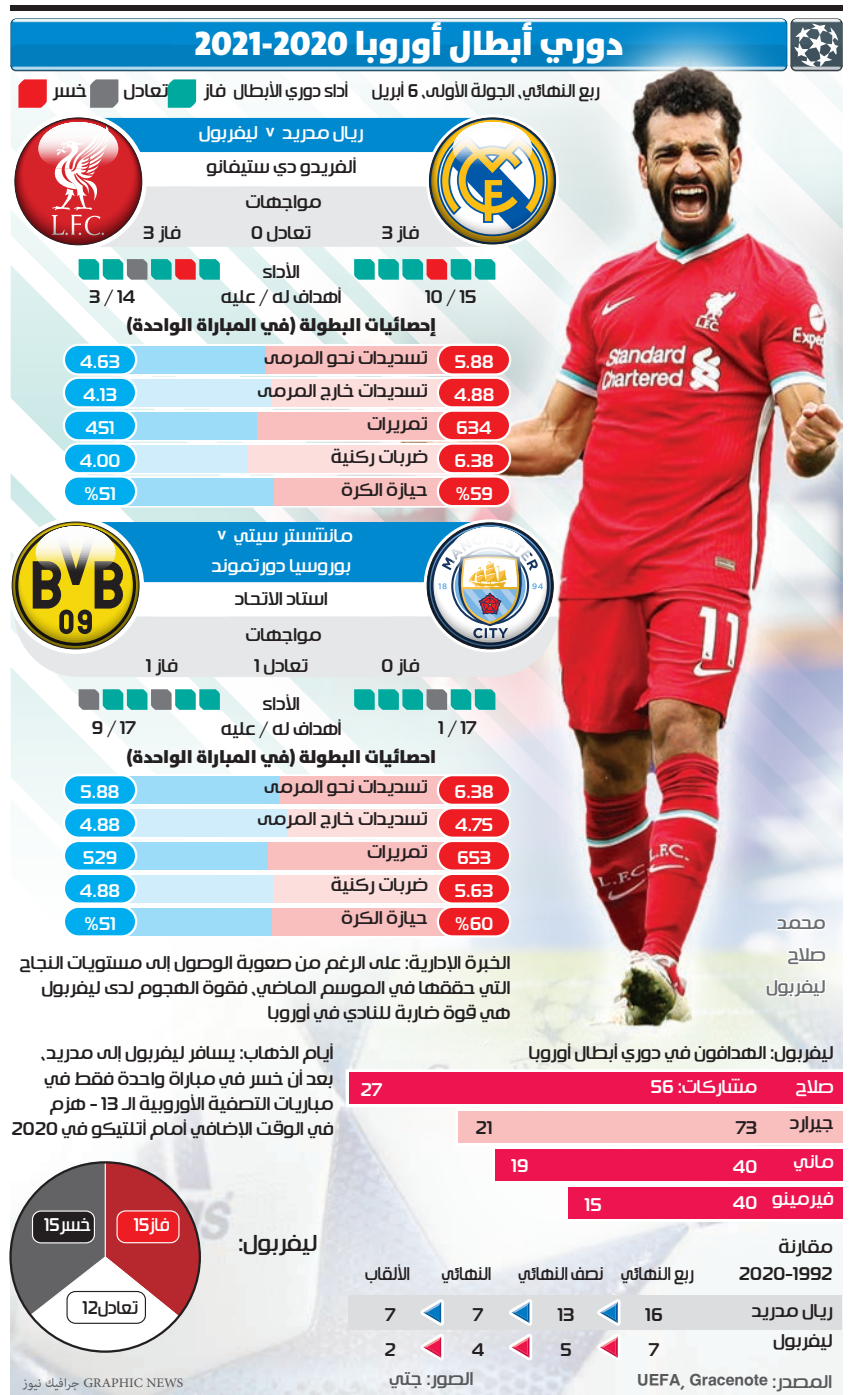 دوري أبطال أوروبا 2020-2021
ربع النهائي، الجولة الأولى، 6 أبريل أداء دوري الأبطال فاز تعادل خسر
ريال مدريد v ليفربول
ألفريدو دي ستيفانو
مواجهات
فاز 3 تعادل 0 فاز 3
L.F.C.
الأداء
10 / 15 أهداف له / عليه 3 / 14
إحصائيات البطولة (في المباراة الواحدة)
5.88 تسديدات نحو المرمى 4.63
4.88 تسديدات خارج المرمى 4.13
634 تمريرات 451
6.38 ضربات ركنية 4.00
%59 حيازة الكرة %51
LFC
Expe
Standard
Chartered
11
L.F.C.
L.F.C.
مانشستر سيتي v
بوروسيا دورتموند
استاد الاتحاد
مواجهات
فاز 0 تعادل 1 فاز 1
MANCHESTER
18 94
CITY
BVB
09
الأداء
1 / 17 أهداف له / عليه 9 / 17
احصائيات البطولة (في المباراة الواحدة)
6.38 تسديدات نحو المرمى 5.88
4.75 تسديدات خارج المرمى 4.88
653 تمريرات 529
5.63 ضربات ركنية 4.88
%60 حيازة الكرة %51
محمد
صلاح
ليفربول
الخبرة الإدارية: على الرغم من صعوبة الوصول إلى مستويات النجاح
التي حققها في الموسم الماضي، فقوة الهجوم لدى ليفربول
هي قوة ضاربة للنادي في أوروبا
ليفربول: الهدافون في دوري أبطال أوروبا
صلاح مشاركات: 56 27
جيرارد 73 21
ماني 40 19
فيرمينو 40 15
أيام الذهاب: يسافر ليفربول إلى مدريد،
بعد أن خسر في مباراة واحدة فقط في
مباريات التصفية الأوروبية الـ 13 - هزم
في الوقت الإضافي أمام أتلتيكو في 2020
ليفربول:
فاز15
خسر15
تعادل12
مقارنة
2020-1992
ربع النهائي نصف النهائي النهائي الألقاب
ريال مدريد 16 13 7 7
ليفربول 7 5 4 2
المصدر: UEFA, Gracenote
الصور: جتي
GRAPHIC NEWS جرافيك نيوز